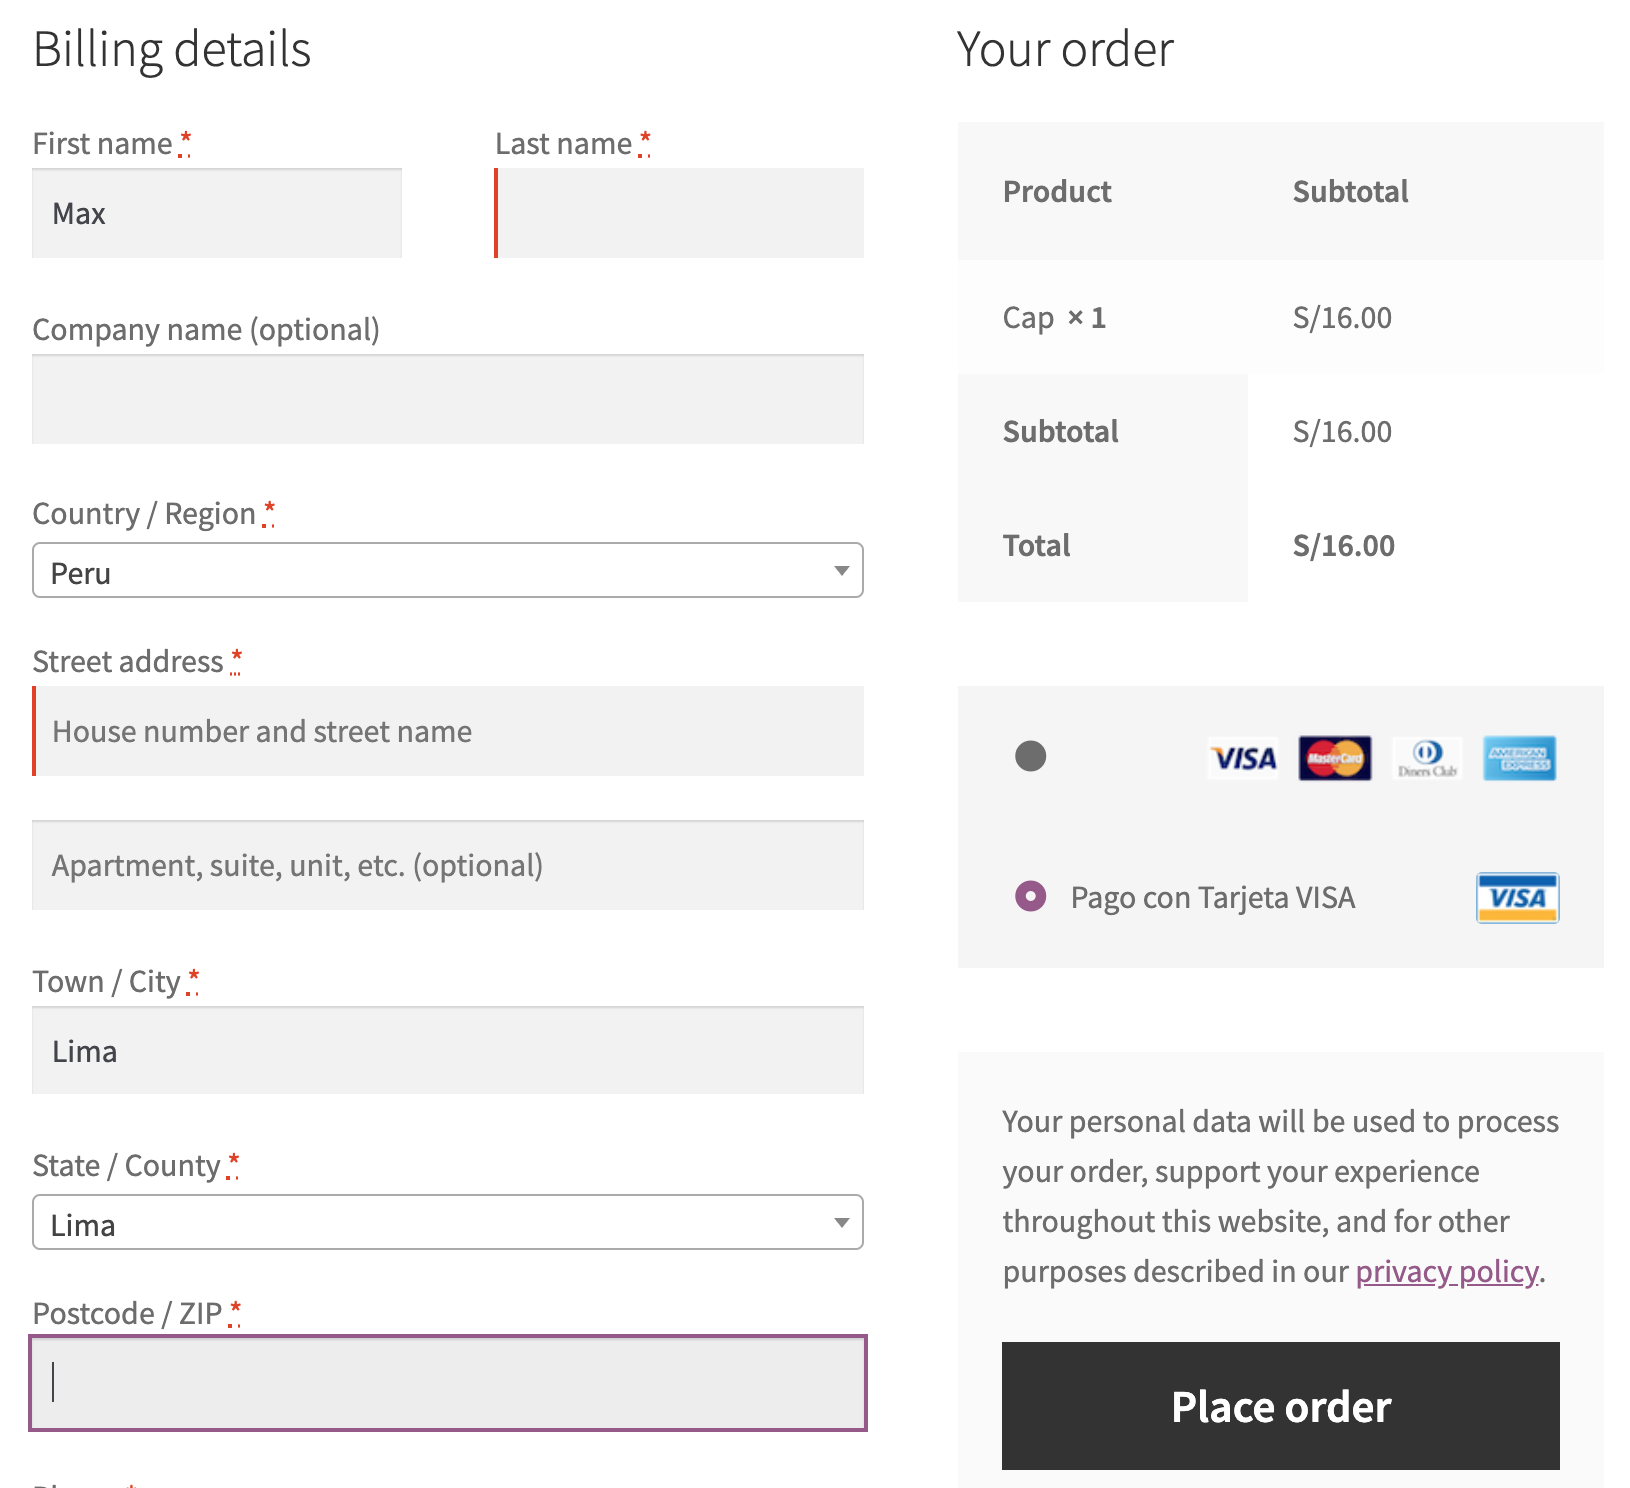 Billing details
First name *
Last name *
Max
Company name (optional)
Country / Region *
Peru
Street address *
House number and street name
Apartment, suite, unit, etc. (optional)
Town / City *
Lima
State / County *
Lima
Postcode / ZIP *
Your order
Product Subtotal
Cap × 1 S/16.00
Subtotal S/16.00
Total S/16.00
VISA MasterCard Diners Club AMERICAN EXPRESS
Pago con Tarjeta VISA VISA
Your personal data will be used to process
your order, support your experience
throughout this website, and for other
purposes described in our privacy policy.
Place order